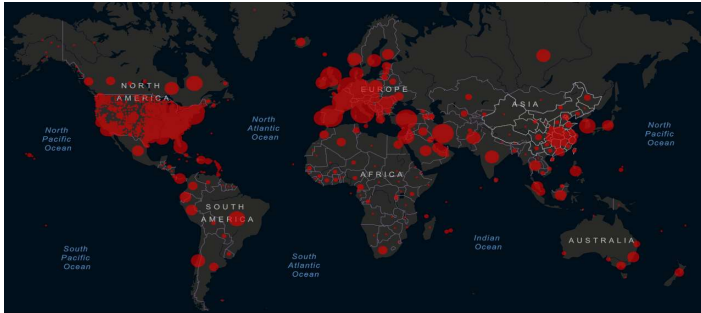 NORTH
AMERICA
EUROPE
ASIA
North
Pacific
Ocean
North
Atlantic
Ocean
North
Pacific
Ocean
AFRICA
SOUTH
AMERICA
Indian
Ocean
AUSTRALIA
South
Pacific
Ocean
South
Atlantic
Ocean